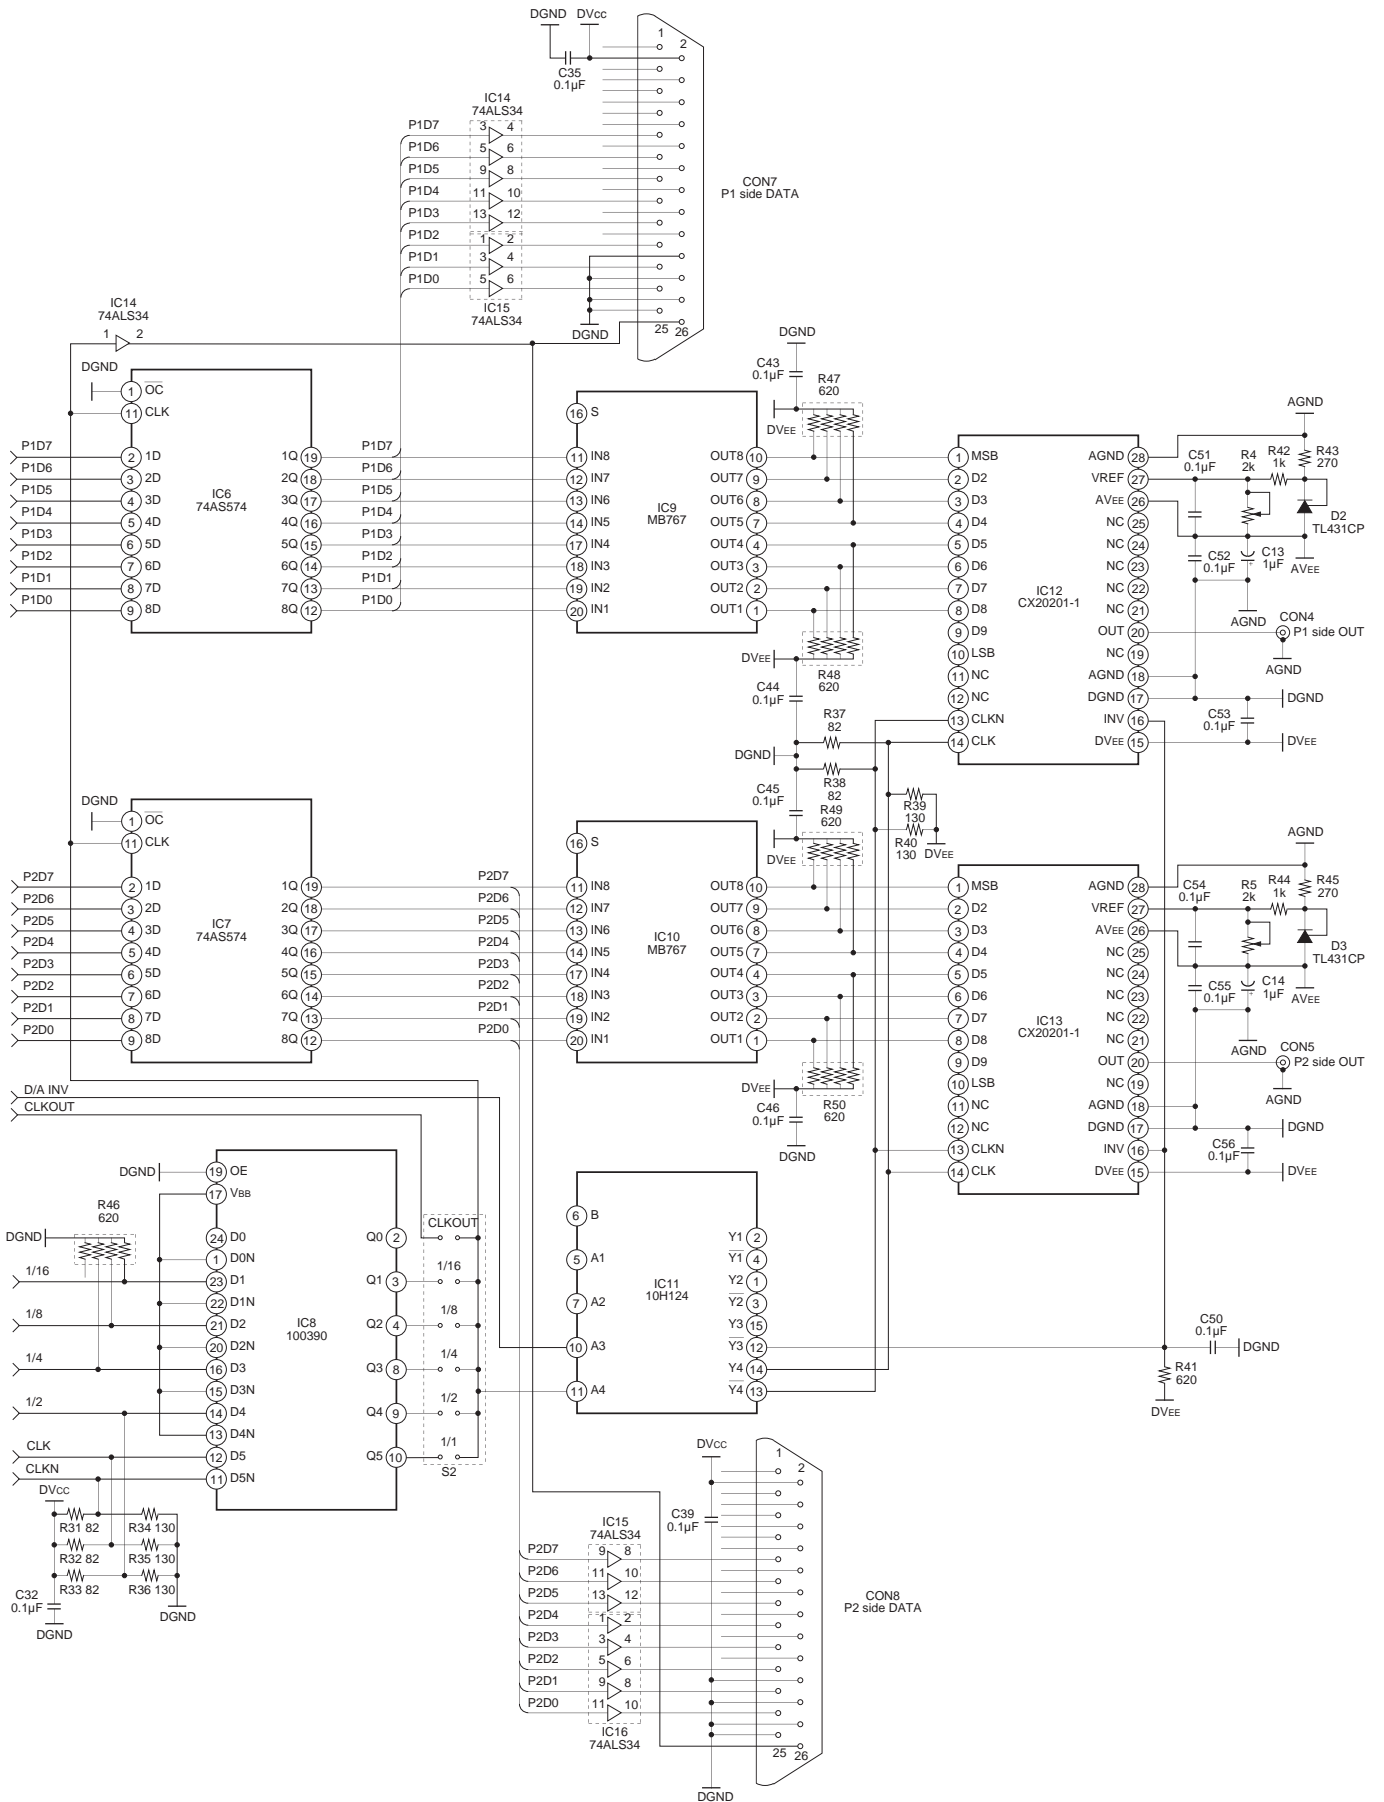 DGND DVCC
C35
0.1µF
1
2
25 26
CON7
P1 side DATA
IC14
74ALS34
P1D7 3 4
P1D6 5 6
P1D5 9 8
P1D4 11 10
P1D3 13 12
P1D2 1 2
P1D1 3 4
P1D0 5 6
IC15
74ALS34
DGND
IC14
74ALS34
1 2
DGND
1 OC
11 CLK
P1D7 2 1D 1Q 19 P1D7
P1D6 3 2D 2Q 18 P1D6
P1D5 4 3D 3Q 17 P1D5
P1D4 5 4D 4Q 16 P1D4
P1D3 6 5D 5Q 15 P1D3
P1D2 7 6D 6Q 14 P1D2
P1D1 8 7D 7Q 13 P1D1
P1D0 9 8D 8Q 12 P1D0
IC6
74AS574
16 S
11 IN8 OUT8 10
12 IN7 OUT7 9
13 IN6 OUT6 8
14 IN5 OUT5 7
17 IN4 OUT4 4
18 IN3 OUT3 3
19 IN2 OUT2 2
20 IN1 OUT1 1
IC9
MB767
DGND
C43
0.1µF
R47
620
DVEE
DVEE
R48
620
C44
0.1µF
R37
82
DGND
R38
82
C45
0.1µF
R49
620
DVEE
R39
130
R40
130
DVEE
1 MSB AGND 28
2 D2 VREF 27
3 D3 AVEE 26
4 D4 NC 25
5 D5 NC 24
6 D6 NC 23
7 D7 NC 22
8 D8 NC 21
9 D9 OUT 20
10 LSB NC 19
11 NC AGND 18
12 NC DGND 17
13 CLKN INV 16
14 CLK DVEE 15
IC12
CX20201-1
AGND
C51
0.1µF
R4
2k
R42
1k
R43
270
D2
TL431CP
C52
0.1µF
C13
1µF
AVEE
AGND
CON4
P1 side OUT
AGND
DGND
C53
0.1µF
DVEE
DGND
1 OC
11 CLK
P2D7 2 1D 1Q 19 P2D7
P2D6 3 2D 2Q 18 P2D6
P2D5 4 3D 3Q 17 P2D5
P2D4 5 4D 4Q 16 P2D4
P2D3 6 5D 5Q 15 P2D3
P2D2 7 6D 6Q 14 P2D2
P2D1 8 7D 7Q 13 P2D1
P2D0 9 8D 8Q 12 P2D0
IC7
74AS574
16 S
11 IN8 OUT8 10
12 IN7 OUT7 9
13 IN6 OUT6 8
14 IN5 OUT5 7
17 IN4 OUT4 4
18 IN3 OUT3 3
19 IN2 OUT2 2
20 IN1 OUT1 1
IC10
MB767
DVEE
R50
620
C46
0.1µF
DGND
1 MSB AGND 28
2 D2 VREF 27
3 D3 AVEE 26
4 D4 NC 25
5 D5 NC 24
6 D6 NC 23
7 D7 NC 22
8 D8 NC 21
9 D9 OUT 20
10 LSB NC 19
11 NC AGND 18
12 NC DGND 17
13 CLKN INV 16
14 CLK DVEE 15
IC13
CX20201-1
AGND
C54
0.1µF
R5
2k
R44
1k
R45
270
D3
TL431CP
C55
0.1µF
C14
1µF
AVEE
AGND
CON5
P2 side OUT
AGND
DGND
C56
0.1µF
DVEE
D/A INV
CLKOUT
DGND
R46
620
DGND
1/16
1/8
1/4
1/2
CLK
CLKN
19 OE
17 VBB
24 D0
1 D0N
23 D1
22 D1N
21 D2
20 D2N
16 D3
15 D3N
14 D4
13 D4N
12 D5
11 D5N
IC8
100390
Q0 2
Q1 3
Q2 4
Q3 8
Q4 9
Q5 10
CLKOUT
1/16
1/8
1/4
1/2
1/1
S2
6 B
5 A1
7 A2
10 A3
11 A4
IC11
10H124
Y1 2
Y1 4
Y2 1
Y2 3
Y3 15
Y3 12
Y4 14
Y4 13
C50
0.1µF
DGND
R41
620
DVEE
DVCC
R31 82 R34 130
R32 82 R35 130
R33 82 R36 130
C32
0.1µF
DGND
DGND
DVCC
C39
0.1µF
1
2
25 26
IC15
74ALS34
P2D7 9 8
P2D6 11 10
P2D5 13 12
P2D4 1 2
P2D3 3 4
P2D2 5 6
P2D1 9 8
P2D0 11 10
IC16
74ALS34
DGND
CON8
P2 side DATA